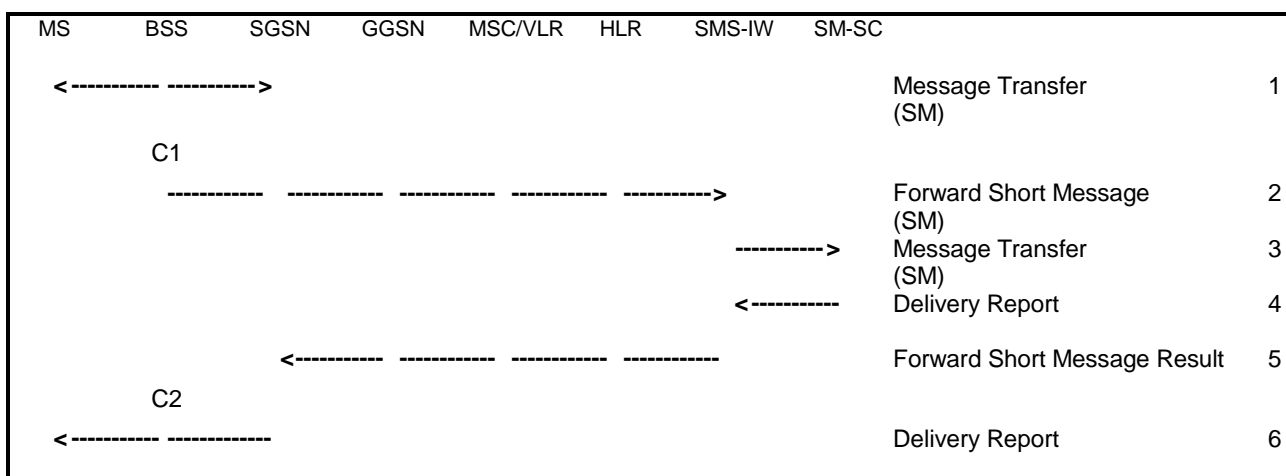 MS BSS SGSN GGSN MSC/VLR HLR SMS-IW SM-SC
<----------- -----------> Message Transfer 1
(SM)
C1
------------ ------------ ------------ ------------ -----------> Forward Short Message 2
(SM)
-----------> Message Transfer 3
(SM)
<----------- Delivery Report 4
<----------- ------------ ------------ ------------ Forward Short Message Result 5
C2
<----------- ------------- Delivery Report 6